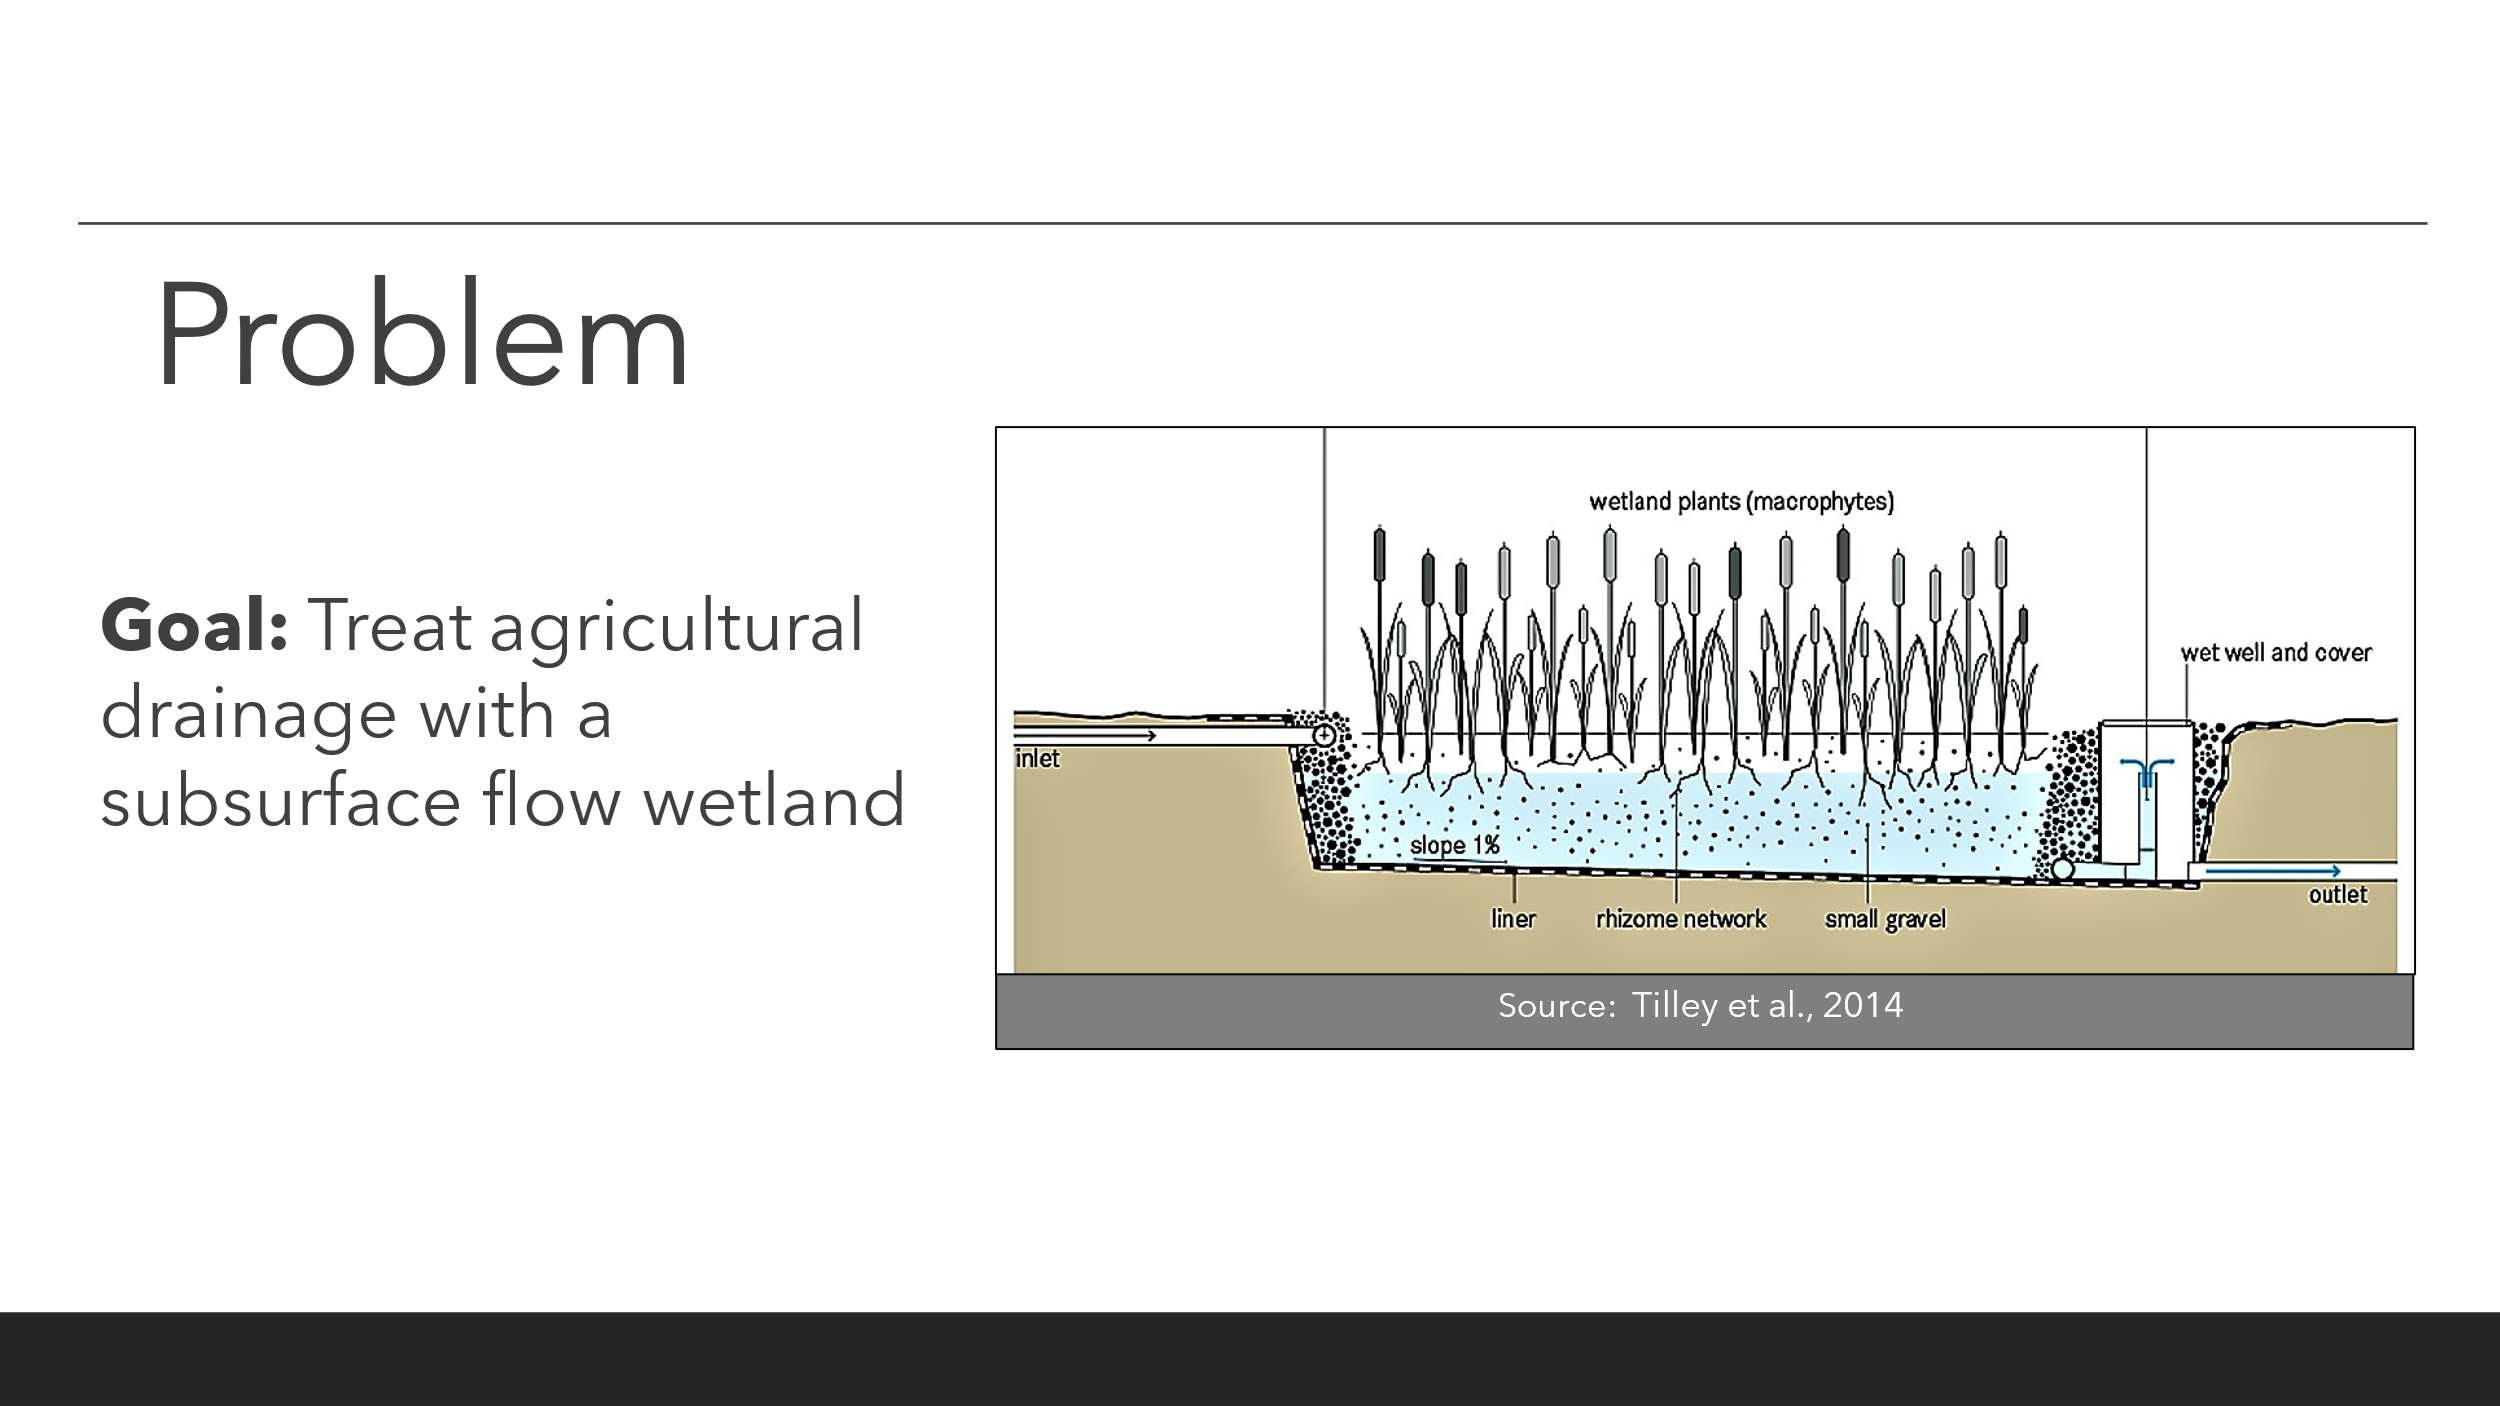 Problem
Goal: Treat agricultural
drainage with a
subsurface flow wetland
wetland plants (macrophytes)
wet well and cover
inlet
slope 1%
outlet
liner
rhizome network
small gravel
Source: Tilley et al., 2014